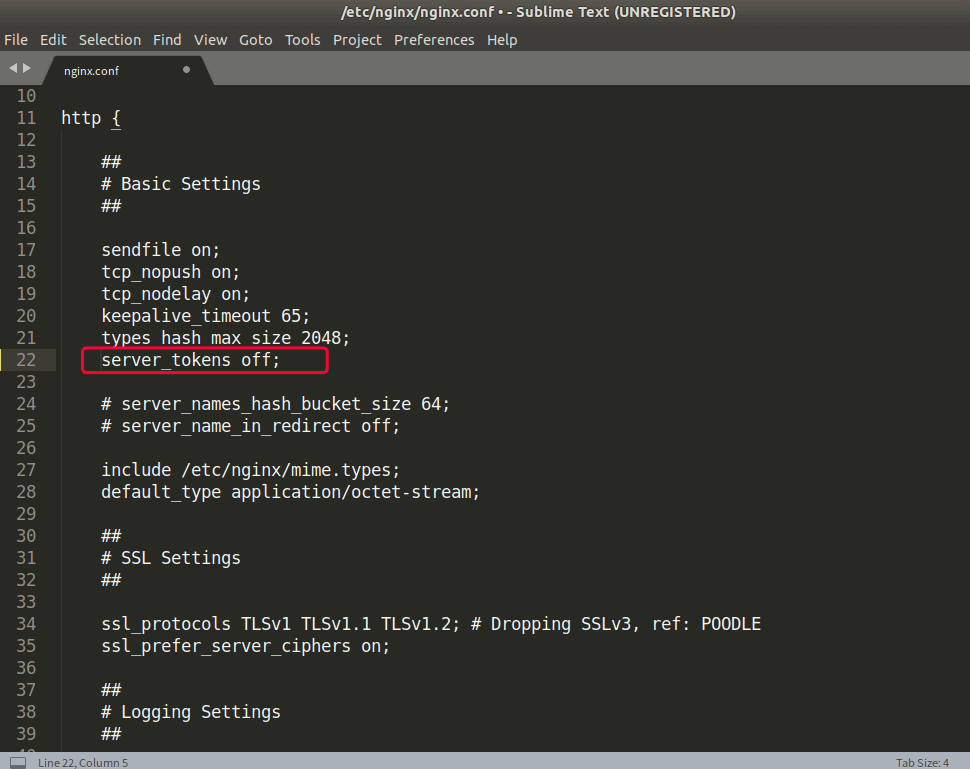 /etc/nginx/nginx.conf • - Sublime Text (UNREGISTERED)
File Edit Selection Find View Goto Tools Project Preferences Help
nginx.conf
10
11 http {
12
13 ##
14 # Basic Settings
15 ##
16
17 sendfile on;
18 tcp_nopush on;
19 tcp_nodelay on;
20 keepalive_timeout 65;
21 types_hash_max_size 2048;
22 server_tokens off;
23
24 # server_names_hash_bucket_size 64;
25 # server_name_in_redirect off;
26
27 include /etc/nginx/mime.types;
28 default_type application/octet-stream;
29
30 ##
31 # SSL Settings
32 ##
33
34 ssl_protocols TLSv1 TLSv1.1 TLSv1.2; # Dropping SSLv3, ref: POODLE
35 ssl_prefer_server_ciphers on;
36
37 ##
38 # Logging Settings
39 ##
Line 22, Column 5 Tab Size: 4